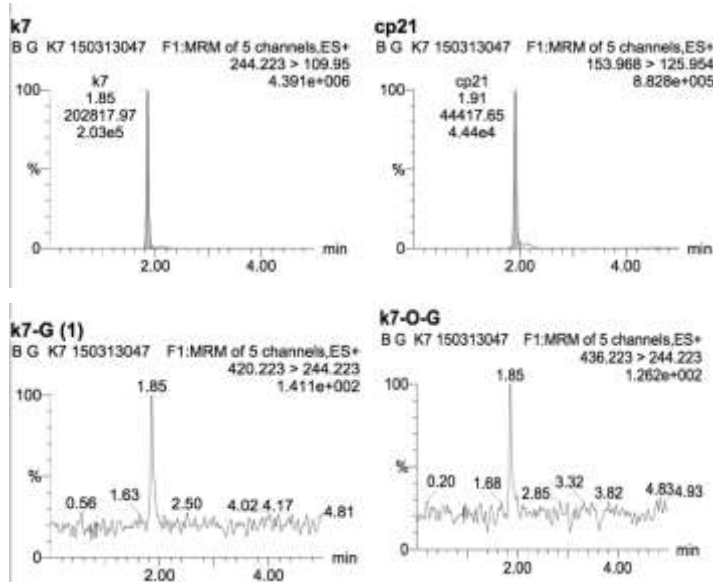 k7
B G K7 150313047 F1:MRM of 5 channels,ES+
244.223 > 109.95
4.391e+006
100
k7
1.85
202817.97
2.03e5
%
0
min
2.00 4.00
cp21
B G K7 150313047 F1:MRM of 5 channels,ES+
153.968 > 125.954
8.828e+005
100
cp21
1.91
44417.65
4.44e4
%
0
min
2.00 4.00
k7-G (1)
B G K7 150313047 F1:MRM of 5 channels,ES+
420.223 > 244.223
1.411e+002
100
1.85
%
0.56 1.63 2.50 4.02 4.17 4.81
0
min
2.00 4.00
k7-O-G
B G K7 150313047 F1:MRM of 5 channels,ES+
436.223 > 244.223
1.262e+002
100
1.85
%
0.20 1.68 2.85 3.32 3.82 4.83 4.93
0
min
2.00 4.00